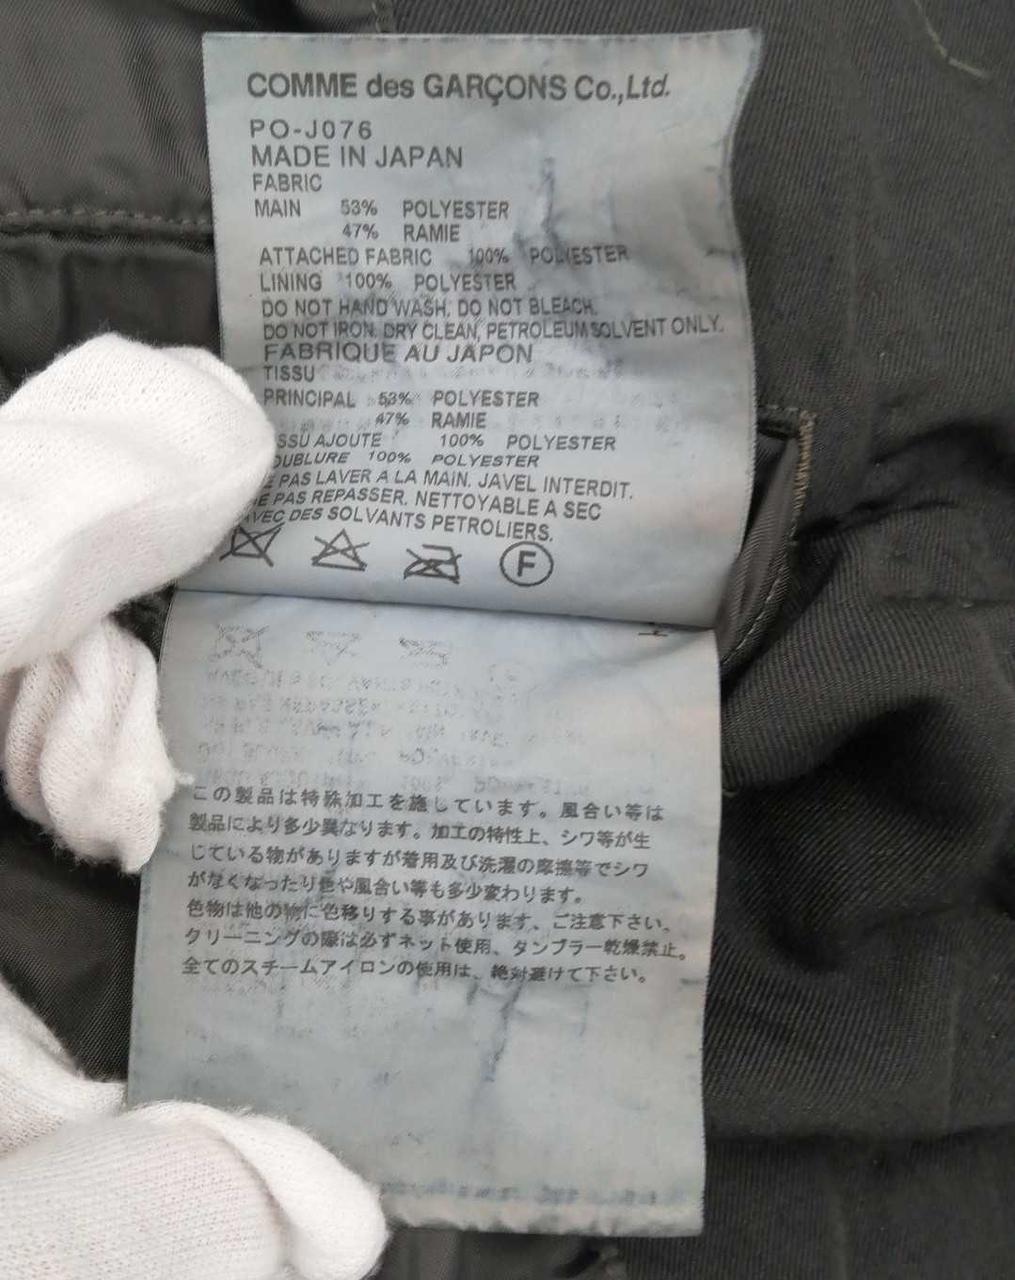 COMME des GARÇONS Co.,Ltd.
PO-J076
MADE IN JAPAN
FABRIC
MAIN 53% POLYESTER
47% RAMIE
ATTACHED FABRIC 100% POLYESTER
LINING 100% POLYESTER
DO NOT HAND WASH. DO NOT BLEACH.
DO NOT IRON. DRY CLEAN, PETROLEUM SOLVENT ONLY.
FABRIQUE AU JAPON
TISSU
PRINCIPAL 53% POLYESTER
47% RAMIE
SSU AJOUTE 100% POLYESTER
OUBLURE 100% POLYESTER
E PAS LAVER A LA MAIN. JAVEL INTERDIT.
E PAS REPASSER. NETTOYABLE A SEC
VEC DES SOLVANTS PETROLIERS.
F
この製品は特殊加工を施しています。風合い等は
製品により多少異なります。加工の特性上、シワ等が生
じている物がありますが着用及び洗濯の摩擦等でシワ
がなくなったり色や風合い等も多少変わります。
色物は他の物に色移りする事があります、ご注意下さい。
クリーニングの際は必ずネット使用、タンブラー乾燥禁止。
全てのスチームアイロンの使用は、絶対避けて下さい。